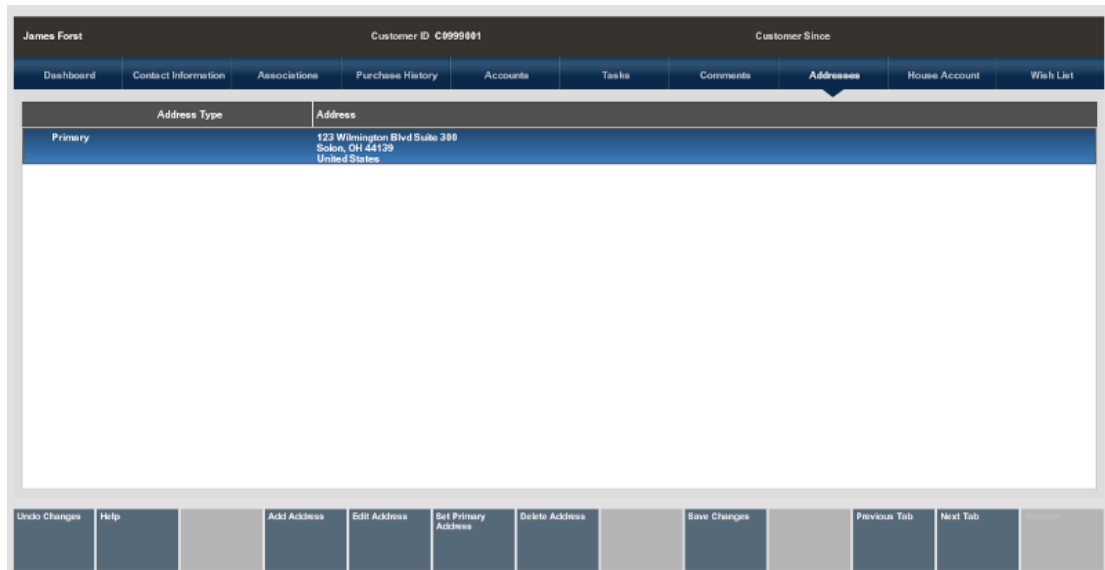 James Forst Customer ID C0999001 Customer Since
Dashboard Contact Information Associations Purchase History Accounts Tasks Comments Addresses House Account Wish List
Address Type Address
Primary 123 Wilmington Blvd Suite 300
Solon, OH 44139
United States
Undo Changes Help Add Address Edit Address Set Primary Delete Address Save Changes Previous Tab Next Tab Register
Address